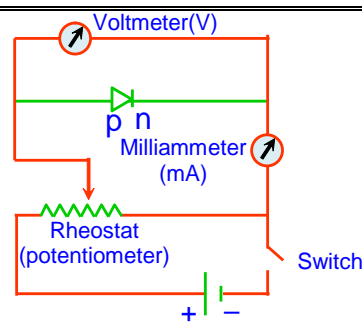 Voltmeter(V)
p n
Milliammeter
(mA)
Rheostat
(potentiometer)
Switch
+ –